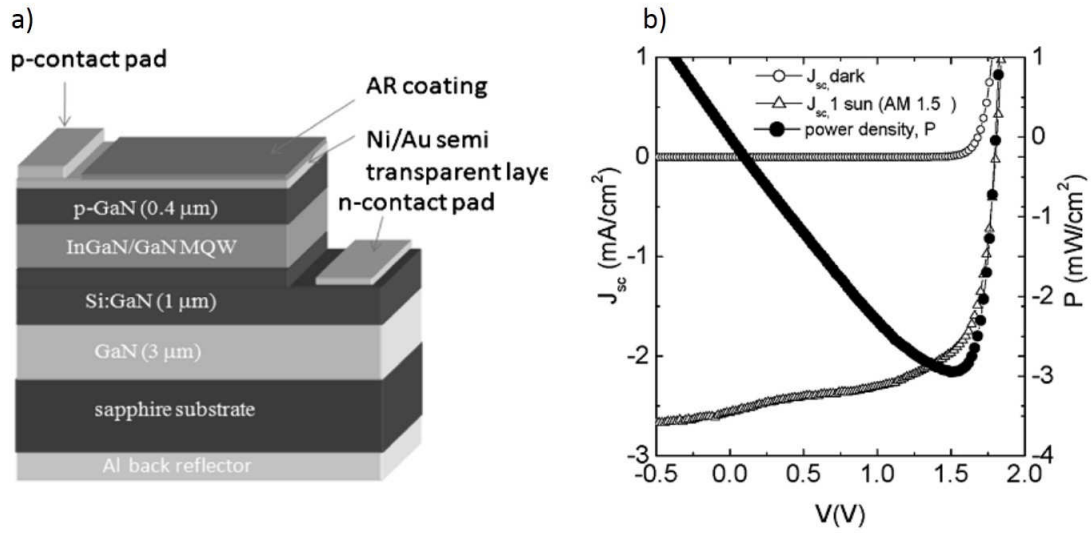 a)
p-contact pad
AR coating
Ni/Au semi
transparent laye
n-contact pad
p-GaN (0.4 µm)
InGaN/GaN MQW
Si:GaN (1 µm)
GaN (3 µm)
sapphire substrate
Al back reflector
b)
J_sc, dark
J_sc, 1 sun (AM 1.5 )
power density, P
J_sc (mA/cm²)
1
0
-1
-2
-3
P (mW/cm²)
1
0
-1
-2
-3
-4
-0.5 0.0 0.5 1.0 1.5 2.0
V(V)